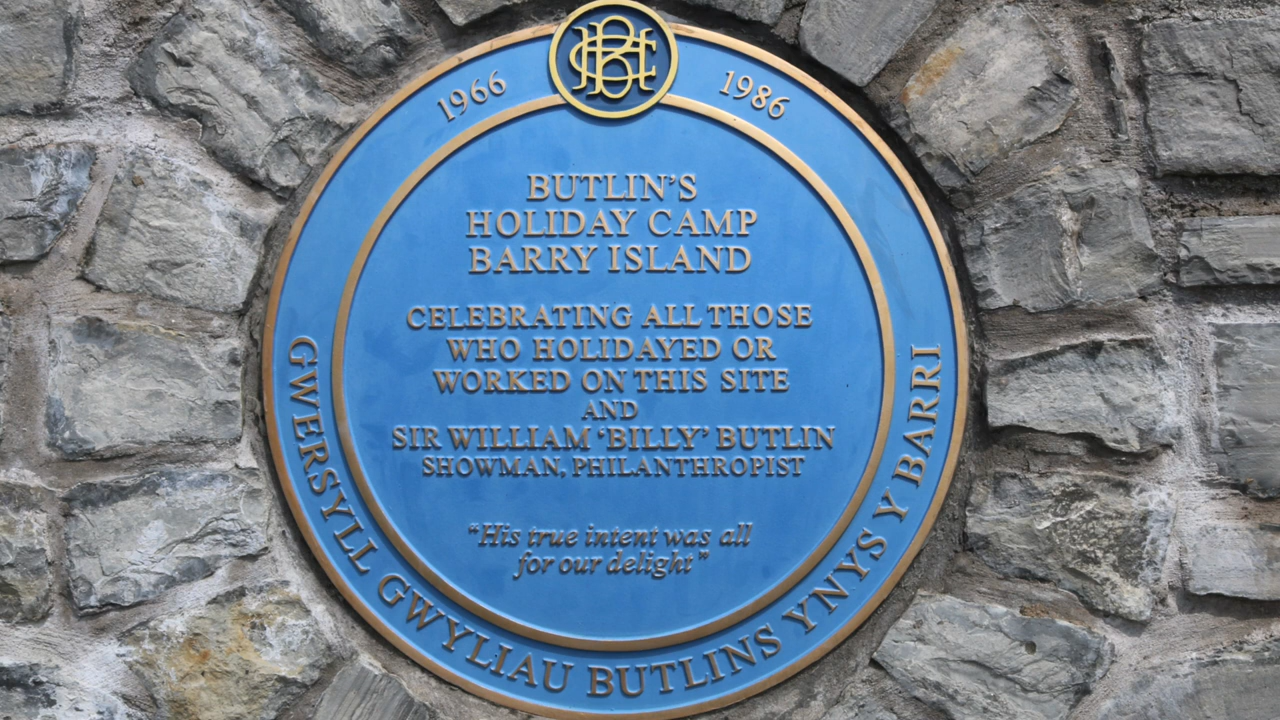 1966
1986
BUTLIN'S
HOLIDAY CAMP
BARRY ISLAND
CELEBRATING ALL THOSE
WHO HOLIDAYED OR
WORKED ON THIS SITE
AND
SIR WILLIAM ‘BILLY’ BUTLIN
SHOWMAN, PHILANTHROPIST
“His true intent was all
for our delight”
GWERSYLL GWYLIAU BUTLINS YNYS Y BARRI